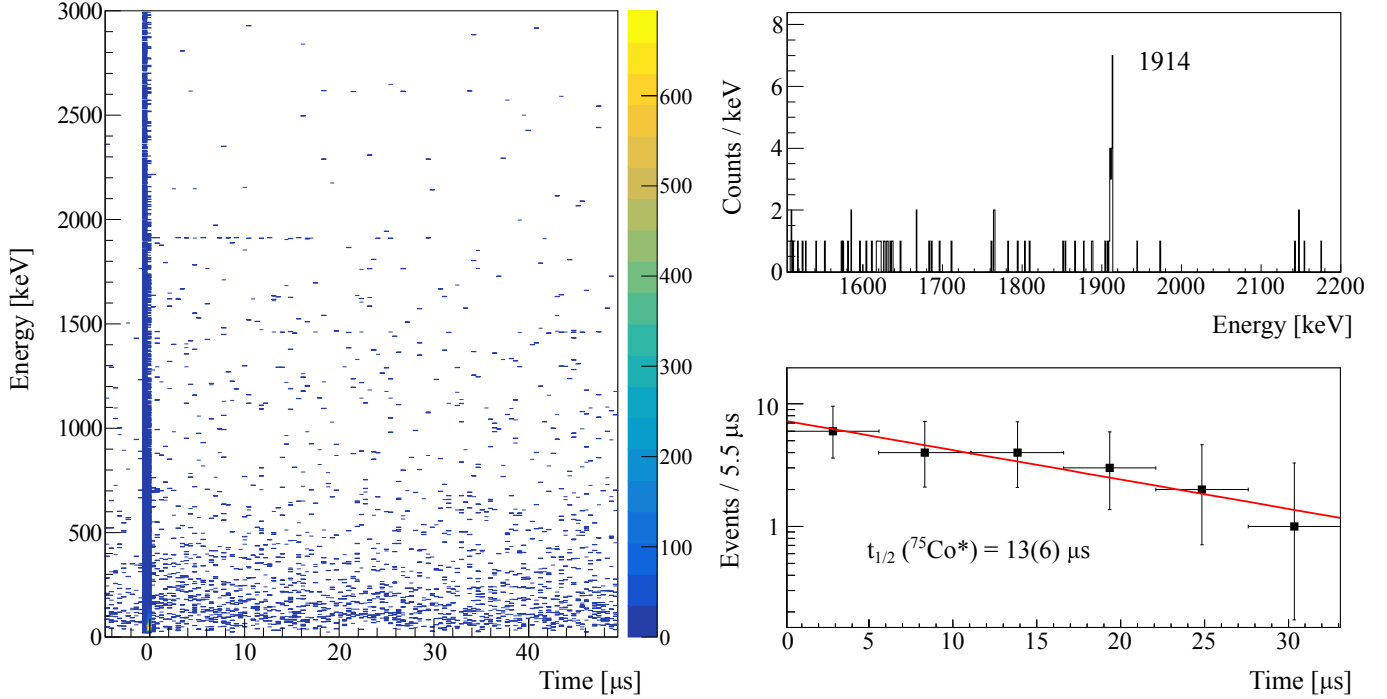 3000
2500
2000
1500
1000
500
0
Energy [keV]
0 10 20 30 40
Time [μs]
600
500
400
300
200
100
0
8
6
4
2
0
Counts / keV
1914
1600 1700 1800 1900 2000 2100 2200
Energy [keV]
10
1
Events / 5.5 μs
t1/2 (75Co*) = 13(6) μs
0 5 10 15 20 25 30
Time [μs]